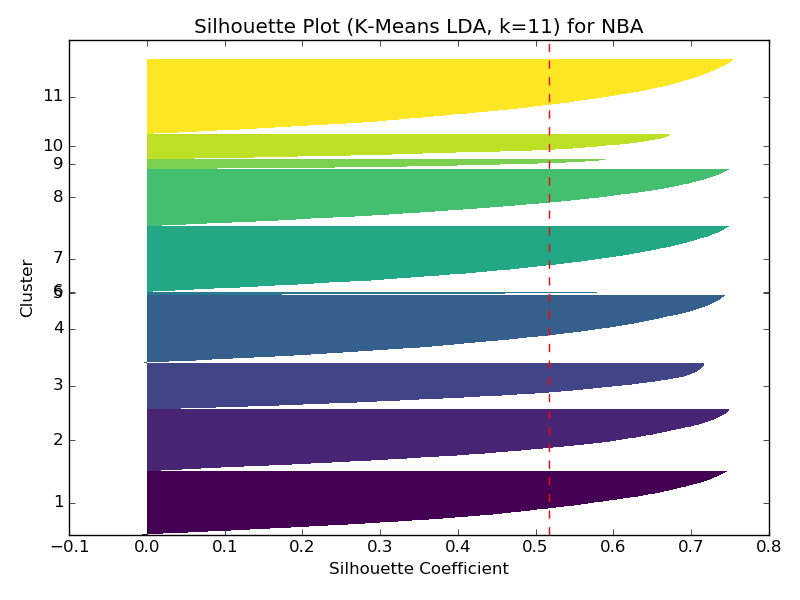 Silhouette Plot (K-Means LDA, k=11) for NBA
11
10
9
8
7
6
5
4
3
2
1
Cluster
−0.1 0.0 0.1 0.2 0.3 0.4 0.5 0.6 0.7 0.8
Silhouette Coefficient